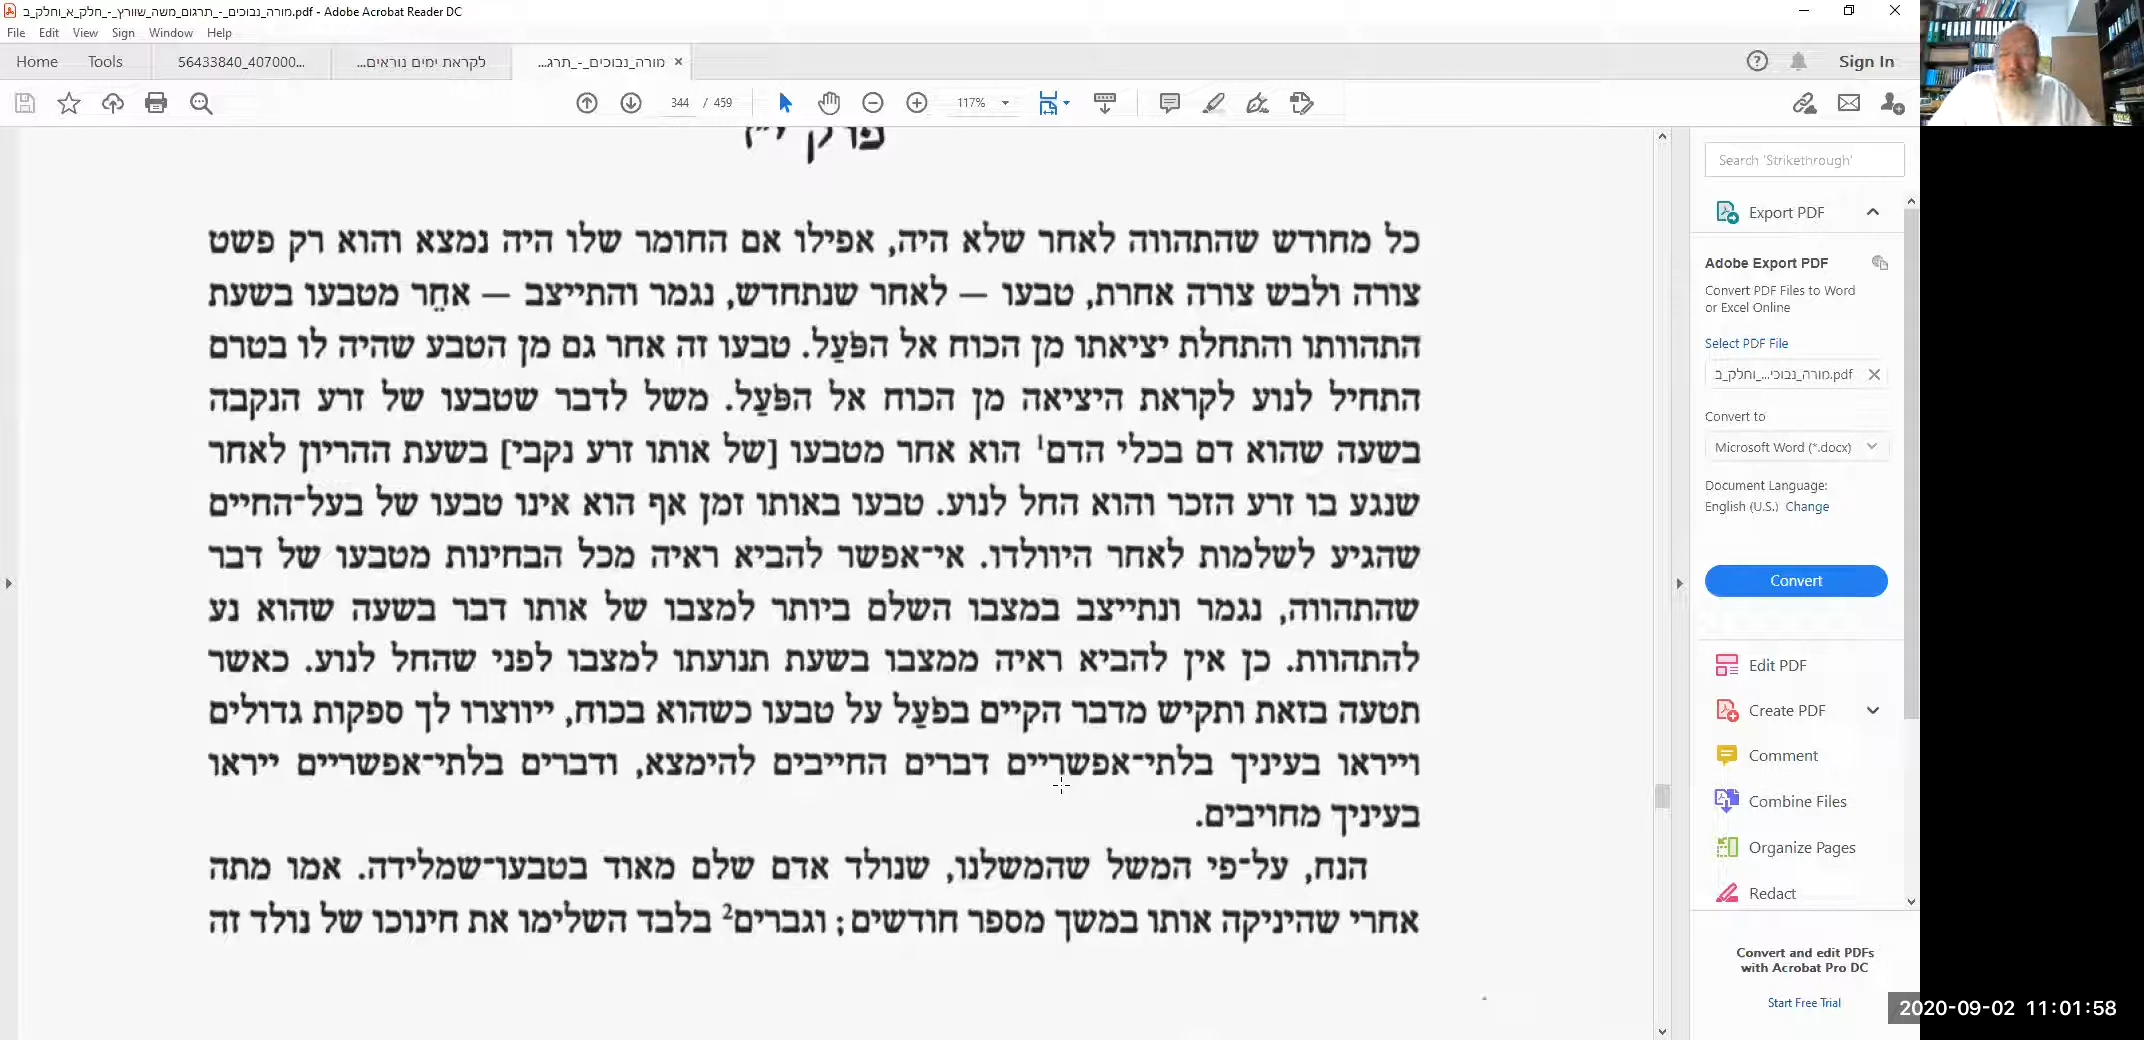 מורה_נבוכים_-_תרגום_משה_שוורץ_-_חלק_א_וחלק_ב.pdf - Adobe Acrobat Reader DC
File Edit View Sign Window Help
Home Tools 56433840_407000... לקראת ימים נוראים... מורה_נבוכים_-_תרג... Sign In
344 / 459 117%
פרק י״ז
כל מחודש שהתהווה לאחר שלא היה, אפילו אם החומר שלו היה נמצא והוא רק פשט
צורה ולבש צורה אחרת, טבעו — לאחר שנתחדש, נגמר והתייצב — אחֵר מטבעו בשעת
התהוותו והתחלת יציאתו מן הכוח אל הפֹּעַל. טבעו זה אחר גם מן הטבע שהיה לו בטרם
התחיל לנוע לקראת היציאה מן הכוח אל הפֹּעַל. משל לדבר שטבעו של זרע הנקבה
בשעה שהוא דם בכלי הדם¹ הוא אחר מטבעו [של אותו זרע נקבי] בשעת ההריון לאחר
שנגע בו זרע הזכר והוא החל לנוע. טבעו באותו זמן אף הוא אינו טבעו של בעל־החיים
שהגיע לשלמות לאחר היוולדו. אי־אפשר להביא ראיה מכל הבחינות מטבעו של דבר
שהתהווה, נגמר ונתייצב במצבו השלם ביותר למצבו של אותו דבר בשעה שהוא נע
להתהוות. כן אין להביא ראיה ממצבו בשעת תנועתו למצבו לפני שהחל לנוע. כאשר
תטעה בזאת ותקיש מדבר הקיים בפֹעַל על טבעו כשהוא בכוח, ייווצרו לך ספקות גדולים
וייראו בעיניך בלתי־אפשריים דברים החייבים להימצא, ודברים בלתי־אפשריים ייראו
בעיניך מחויבים.
הנח, על־פי המשל שהמשלנו, שנולד אדם שלם מאוד בטבעו־שמלידה. אמו מתה
אחרי שהיניקה אותו במשך מספר חודשים; וגברים² בלבד השלימו את חינוכו של נולד זה
Search 'Strikethrough'
Export PDF
Adobe Export PDF
Convert PDF Files to Word
or Excel Online
Select PDF File
מורה_נבוכי..._וחלק_ב.pdf
Convert to
Microsoft Word (*.docx)
Document Language:
English (U.S.) Change
Convert
Edit PDF
Create PDF
Comment
Combine Files
Organize Pages
Redact
Convert and edit PDFs
with Acrobat Pro DC
Start Free Trial
2020-09-02 11:01:58